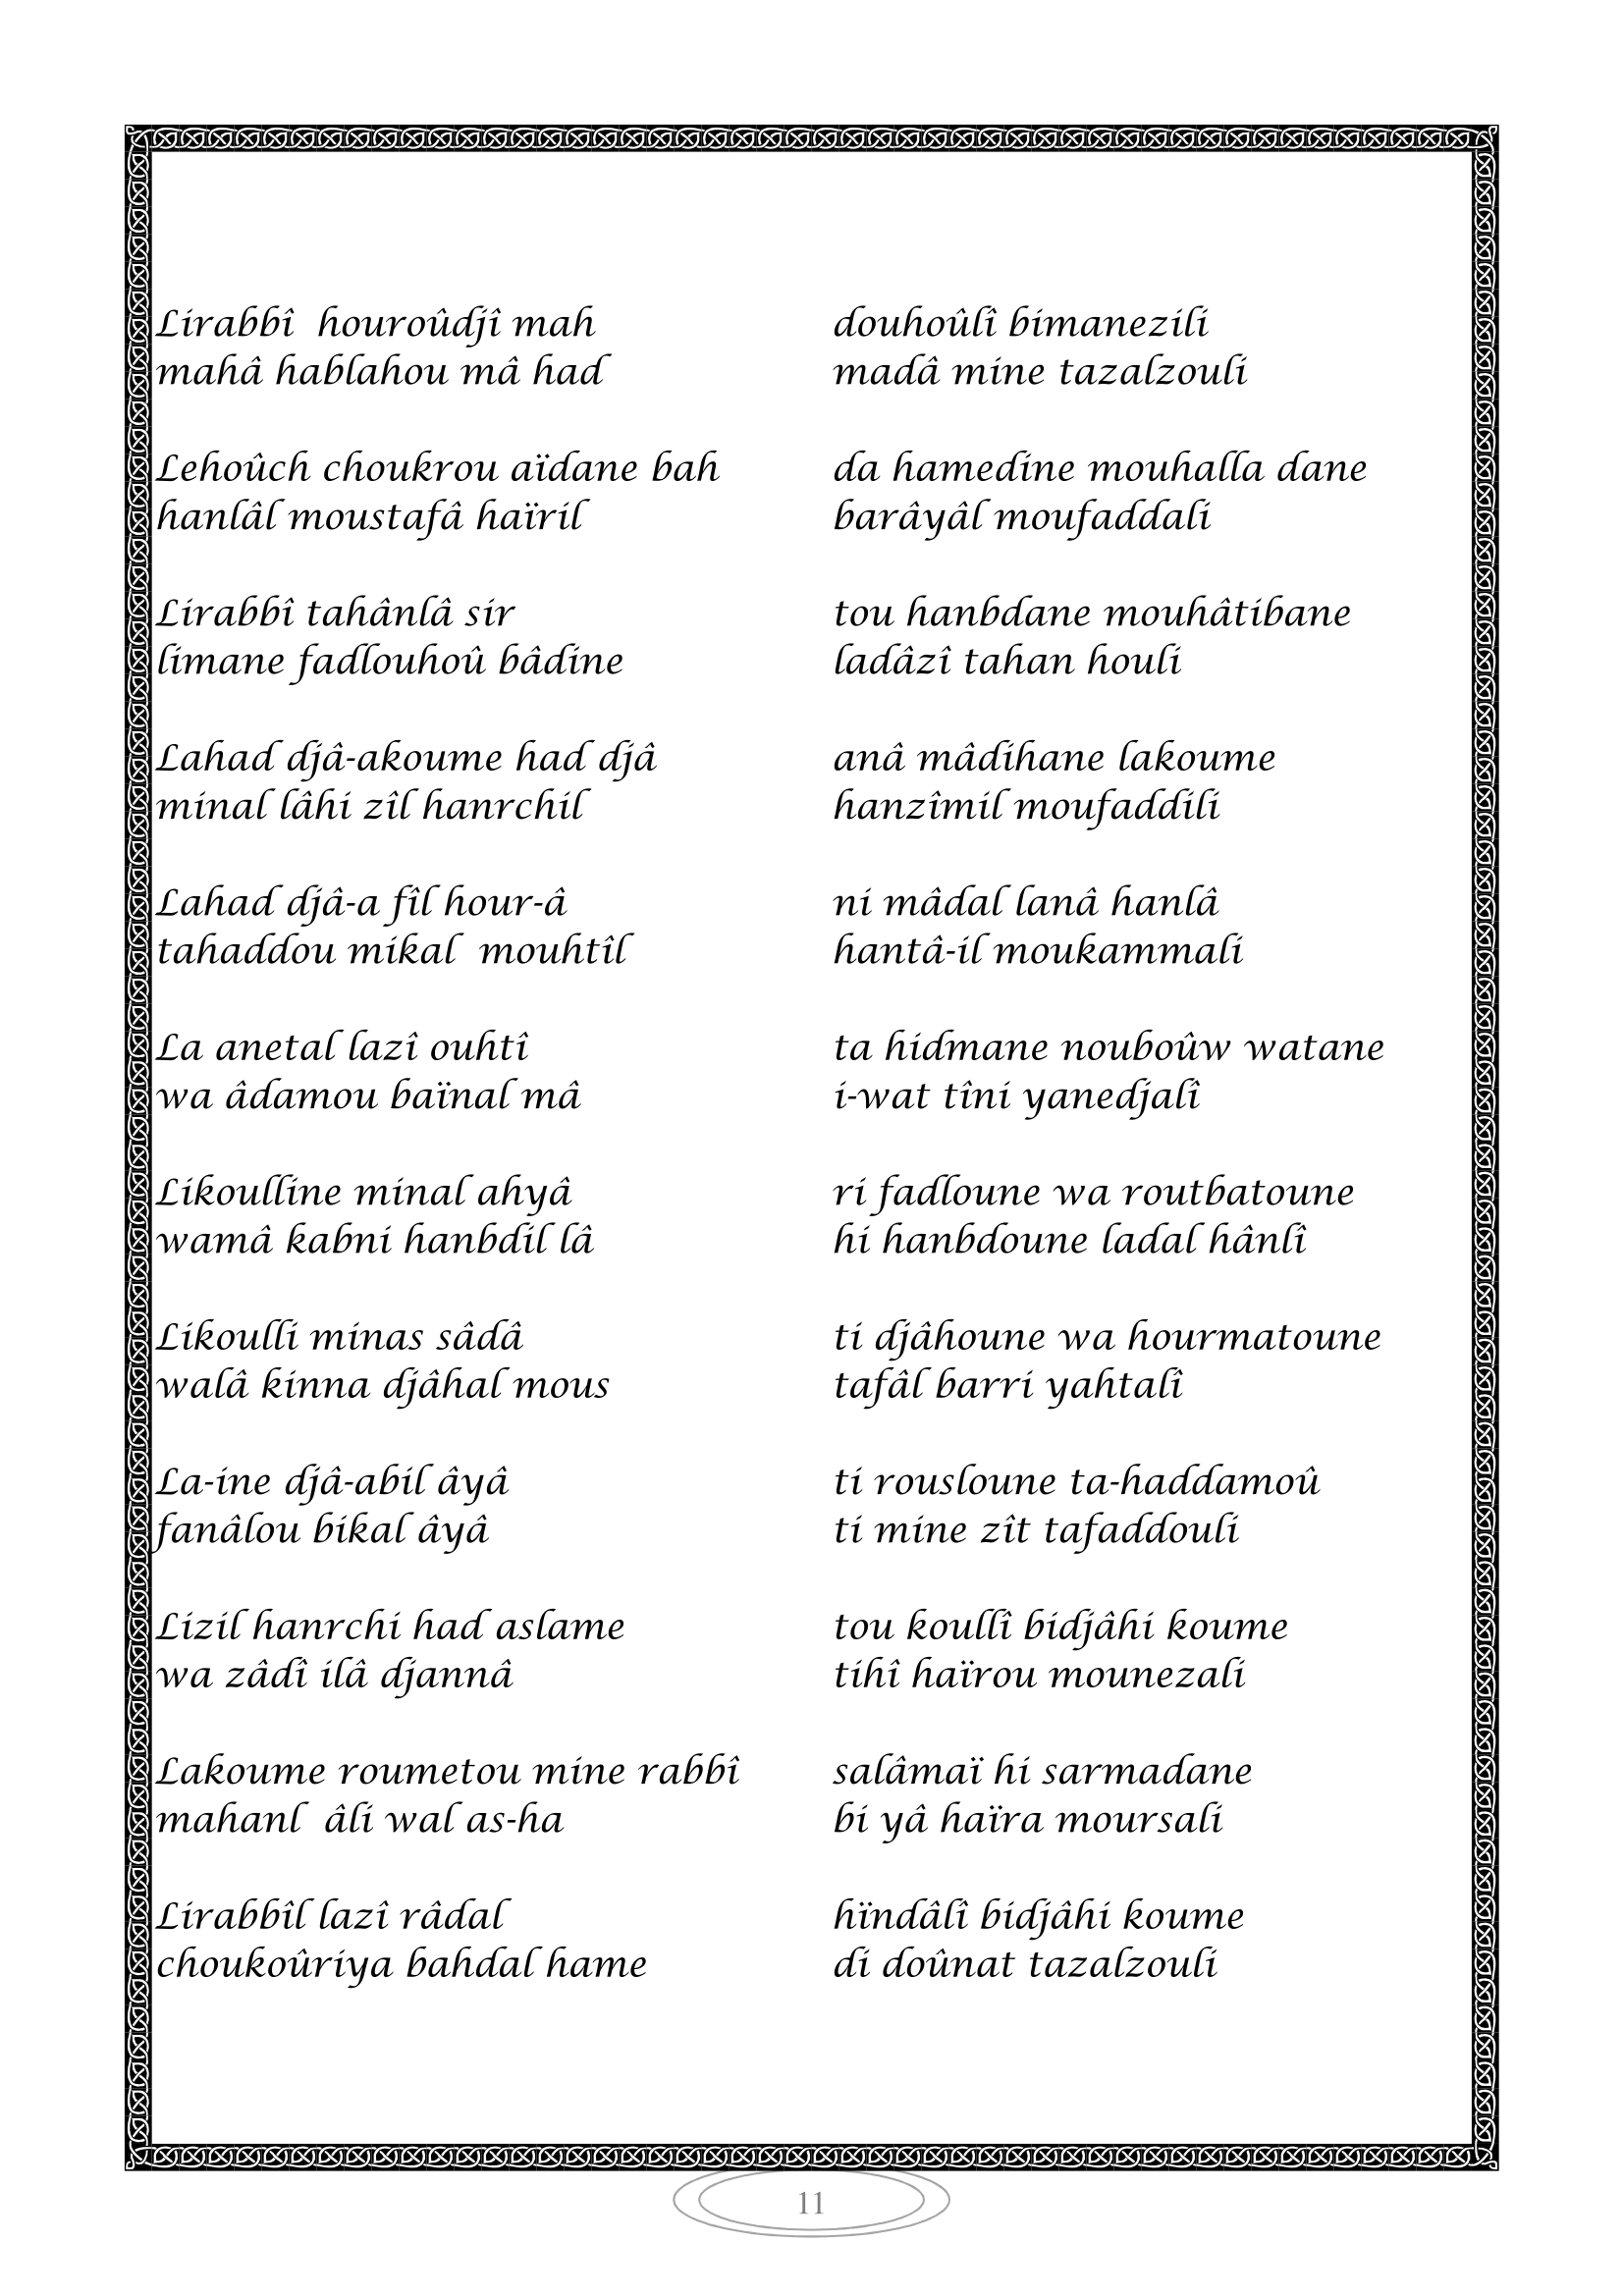 Lirabbî houroûdjî mah douhoûlî bimanezili
mahâ hablahou mâ had madâ mine tazalzouli
Lehoûch choukrou aïdane bah da hamedine mouhalla dane
hanlâl moustafâ haïril barâyâl moufaddali
Lirabbî tahânlâ sir tou hanbdane mouhâtibane
limane fadlouhoû bâdine ladâzî tahan houli
Lahad djâ-akoume had djâ anâ mâdihane lakoume
minal lâhi zîl hanrchil hanzîmil moufaddili
Lahad djâ-a fîl hour-â ni mâdal lanâ hanlâ
tahaddou mikal mouhtîl hantâ-il moukammali
La anetal lazî ouhtî ta hidmane nouboûw watane
wa âdamou baïnal mâ i-wat tîni yanedjalî
Likoulline minal ahyâ ri fadloune wa routbatoune
wamâ kabni hanbdil lâ hi hanbdoune ladal hânlî
Likoulli minas sâdâ ti djâhoune wa hourmatoune
walâ kinna djâhal mous tafâl barri yahtalî
La-ine djâ-abil âyâ ti rousloune ta-haddamoû
fanâlou bikal âyâ ti mine zît tafaddouli
Lizil hanrchi had aslame tou koullî bidjâhi koume
wa zâdî ilâ djannâ tihî haïrou mounezali
Lakoume roumetou mine rabbî salâmaï hi sarmadane
mahanl âli wal as-ha bi yâ haïra moursali
Lirabbîl lazî râdal hïndâlî bidjâhi koume
choukoûriya bahdal hame di doûnat tazalzouli
11